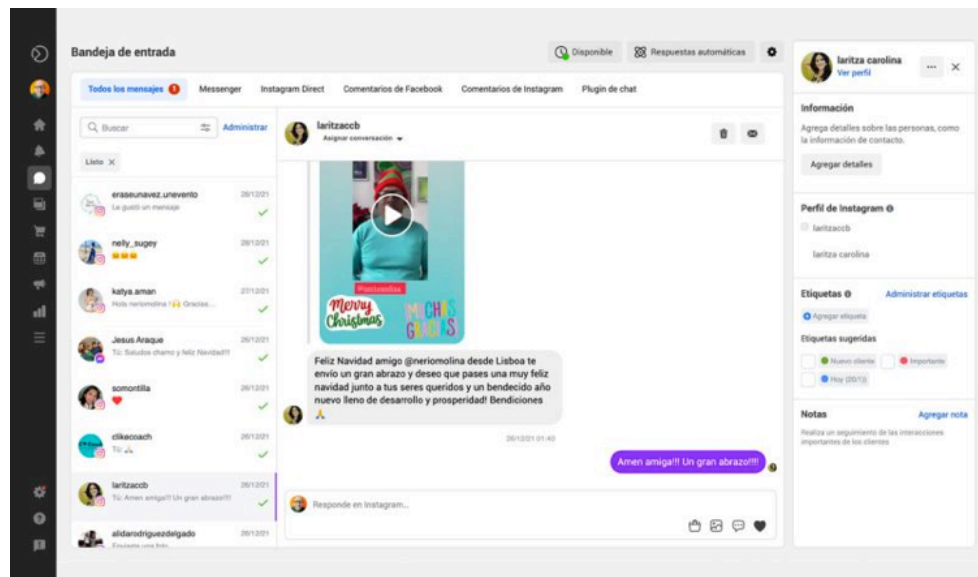 Bandeja de entrada
Disponible
Respuestas automáticas
Todos los mensajes 1
Messenger
Instagram Direct
Comentarios de Facebook
Comentarios de Instagram
Plugin de chat
Buscar
Administrar
Listo X
eraseunavez.unevento 28/12/21
Le gustó un mensaje
nelly_sugey 28/12/21
katya.aman 27/12/21
Hola neriomolina ! Gracias...
Jesus Araque 26/12/21
Tú: Saludos chamo y feliz Navidad!!!
somontilla 26/12/21
clikecoach 26/12/21
Tú:
laritzaccb 26/12/21
Tú: Amen amiga!!! Un gran abrazo!!!!
alidarodriguezdelgado 26/12/21
Enviaste una foto
laritzaccb
Asignar conversación
Merry
Christmas
MUCHAS
GRACIAS
Feliz Navidad amigo @neriomolina desde Lisboa te
envío un gran abrazo y deseo que pases una muy feliz
navidad junto a tus seres queridos y un bendecido año
nuevo lleno de desarrollo y prosperidad! Bendiciones
26/12/21 01:40
Amen amiga!!! Un gran abrazo!!!!
Responde en Instagram...
laritza carolina
Ver perfil
Información
Agrega detalles sobre las personas, como
la información de contacto.
Agregar detalles
Perfil de Instagram
laritzaccb
laritza carolina
Etiquetas
Administrar etiquetas
Agregar etiqueta
Etiquetas sugeridas
Nuevo cliente
Importante
Notas
Agregar nota
Realiza un seguimiento de las interacciones
importantes de los clientes